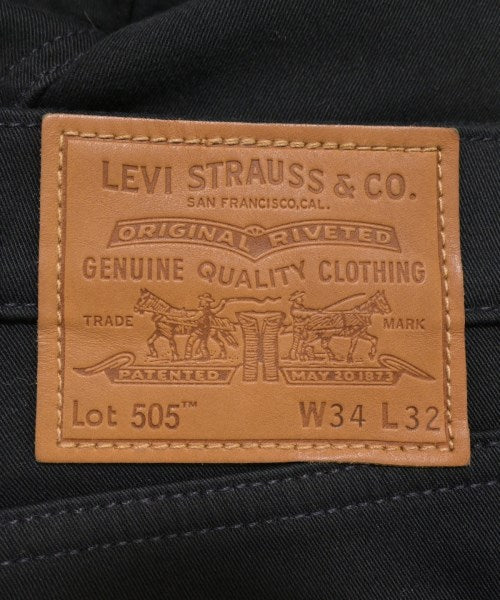 LEVI STRAUSS & CO.
SAN FRANCISCO, CAL.
ORIGINAL RIVETED
GENUINE QUALITY CLOTHING
TRADE MARK
PATENTED MAY 20 1873
Lot 505™ W34 L32